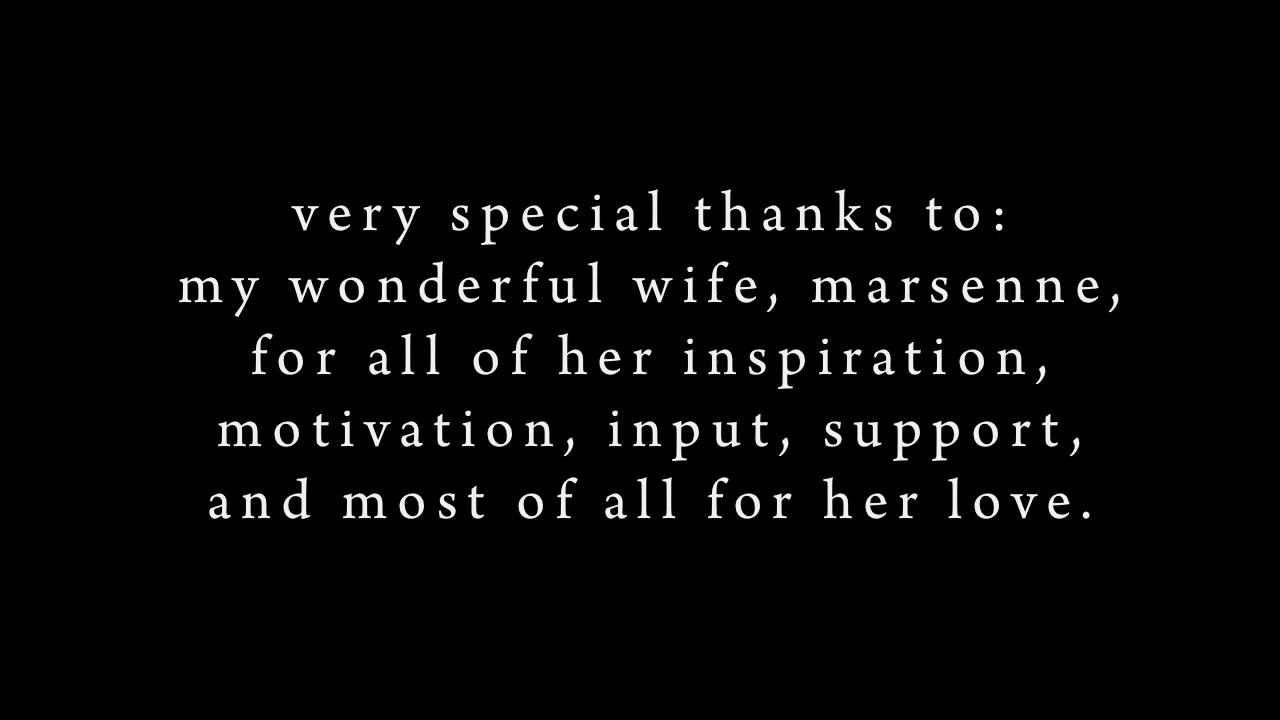 very special thanks to:
my wonderful wife, marsenne,
for all of her inspiration,
motivation, input, support,
and most of all for her love.